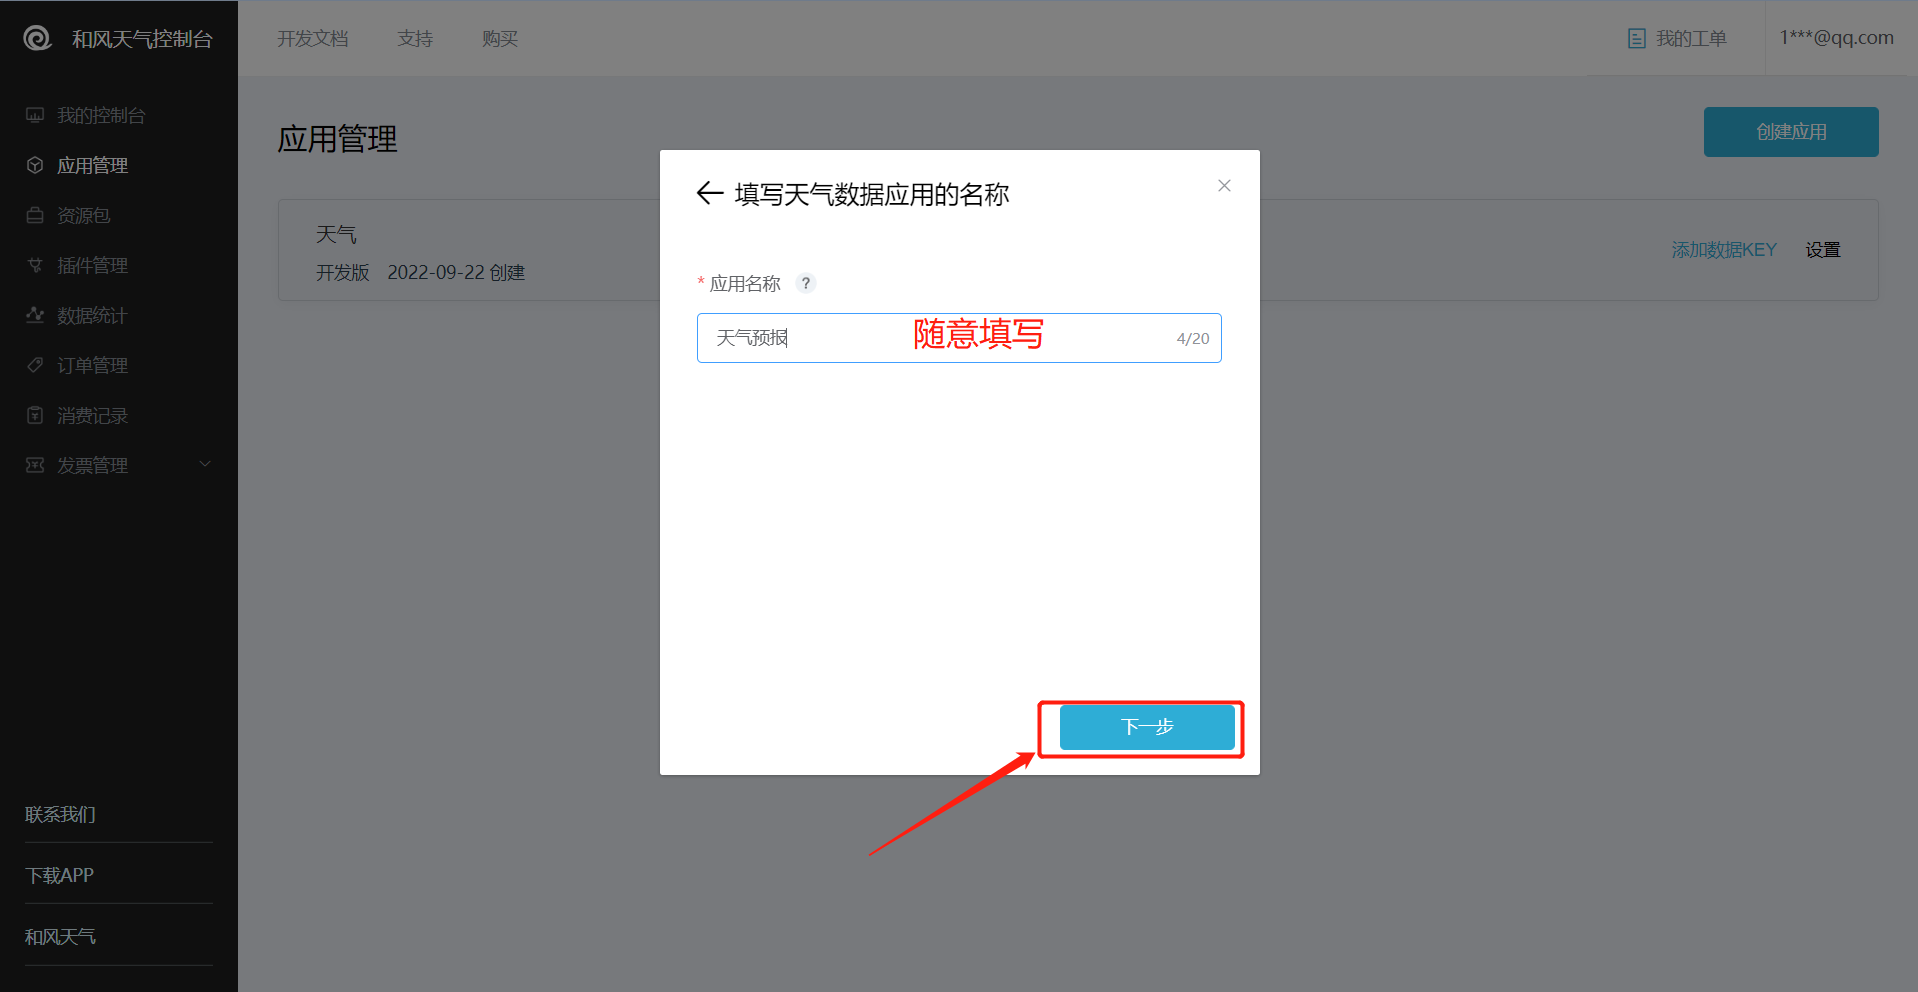 和风天气控制台
开发文档
支持
购买
我的工单
1***@qq.com
我的控制台
应用管理
资源包
插件管理
数据统计
订单管理
消费记录
发票管理
联系我们
下载APP
和风天气
应用管理
创建应用
天气
开发版 2022-09-22 创建
添加数据KEY
设置
填写天气数据应用的名称
* 应用名称 ?
天气预报
随意填写
4/20
下一步